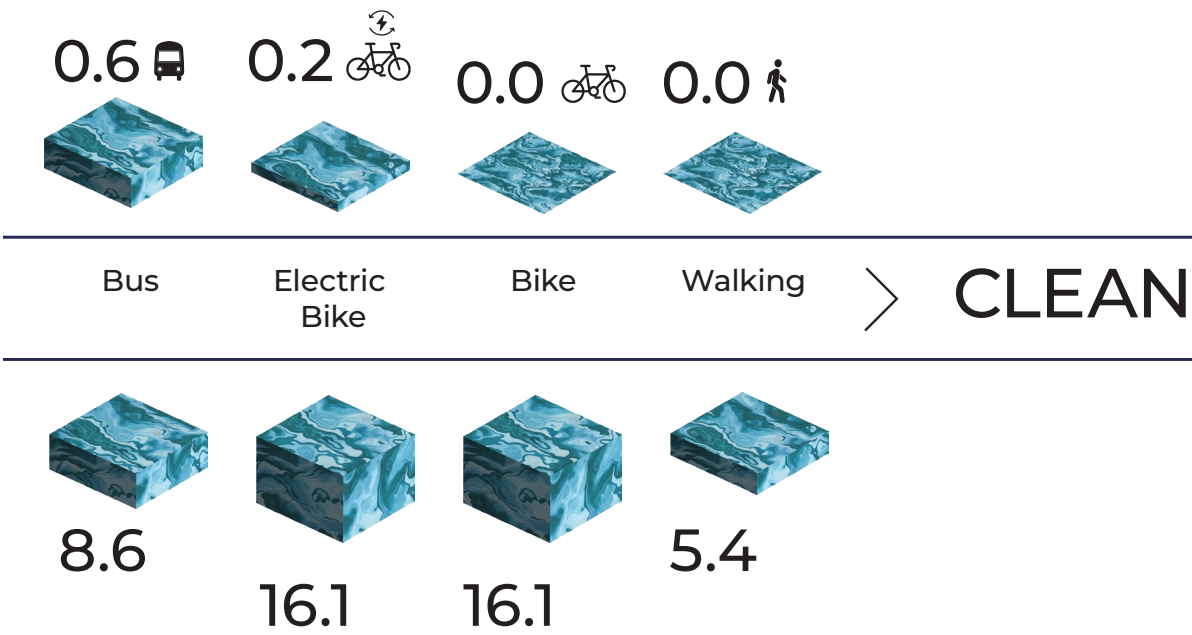 0.6
0.2
0.0
0.0
Bus
Electric
Bike
Bike
Walking
CLEAN
8.6
16.1
16.1
5.4